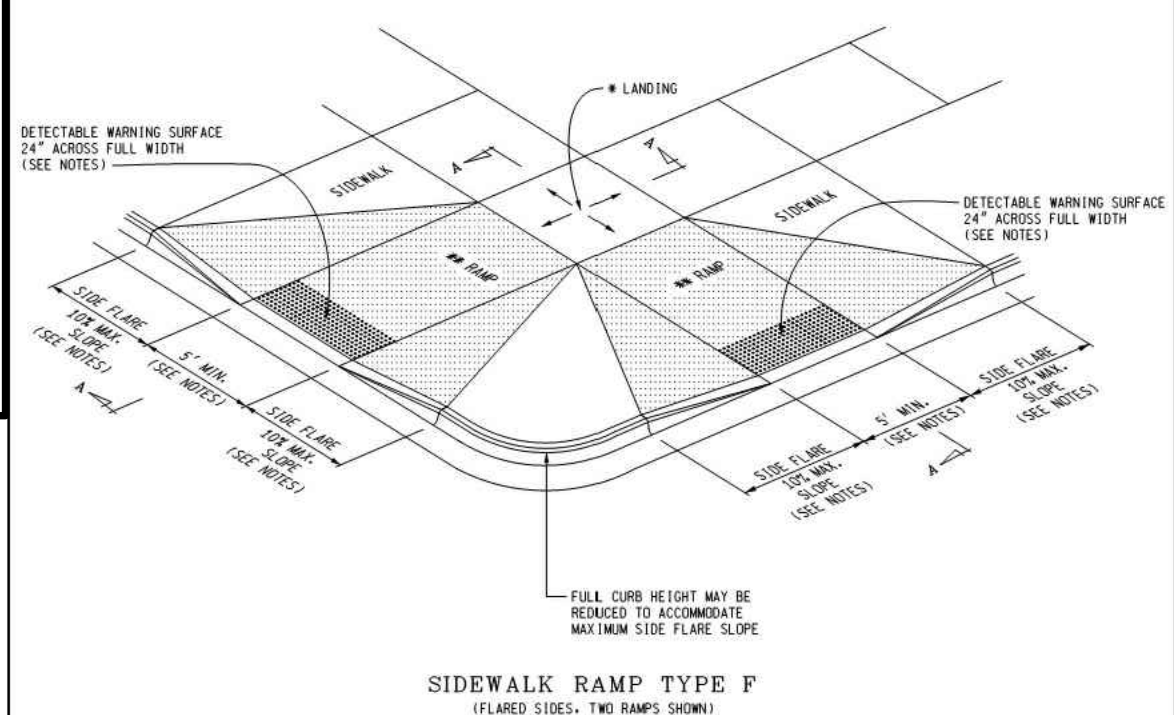 * LANDING
DETECTABLE WARNING SURFACE
24" ACROSS FULL WIDTH
(SEE NOTES)
A
A
SIDEWALK
SIDEWALK
DETECTABLE WARNING SURFACE
24" ACROSS FULL WIDTH
(SEE NOTES)
** RAMP
** RAMP
SIDE FLARE
10% MAX.
SLOPE
(SEE NOTES)
5' MIN.
(SEE NOTES)
SIDE FLARE
10% MAX.
SLOPE
(SEE NOTES)
A
SIDE FLARE
10% MAX.
SLOPE
(SEE NOTES)
5' MIN.
(SEE NOTES)
SIDE FLARE
10% MAX.
SLOPE
(SEE NOTES)
A
FULL CURB HEIGHT MAY BE
REDUCED TO ACCOMMODATE
MAXIMUM SIDE FLARE SLOPE
SIDEWALK RAMP TYPE F
(FLARED SIDES, TWO RAMPS SHOWN)